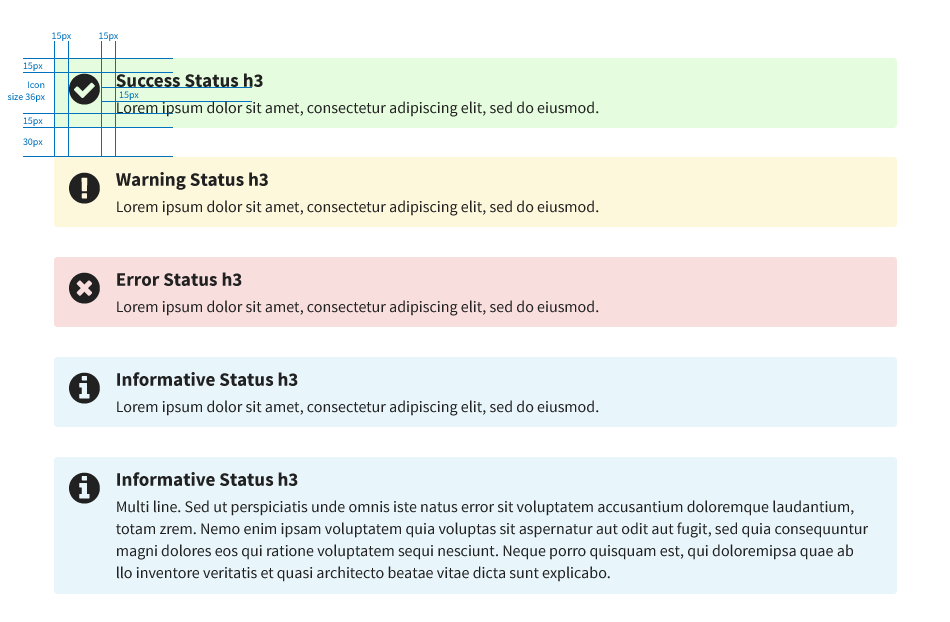 15px 15px
15px
Success Status h3
Icon
size 36px
15px
Lorem ipsum dolor sit amet, consectetur adipiscing elit, sed do eiusmod.
15px
30px
Warning Status h3
Lorem ipsum dolor sit amet, consectetur adipiscing elit, sed do eiusmod.
Error Status h3
Lorem ipsum dolor sit amet, consectetur adipiscing elit, sed do eiusmod.
Informative Status h3
Lorem ipsum dolor sit amet, consectetur adipiscing elit, sed do eiusmod.
Informative Status h3
Multi line. Sed ut perspiciatis unde omnis iste natus error sit voluptatem accusantium doloremque laudantium,
totam zrem. Nemo enim ipsam voluptatem quia voluptas sit aspernatur aut odit aut fugit, sed quia consequuntur
magni dolores eos qui ratione voluptatem sequi nesciunt. Neque porro quisquam est, qui doloremipsa quae ab
llo inventore veritatis et quasi architecto beatae vitae dicta sunt explicabo.